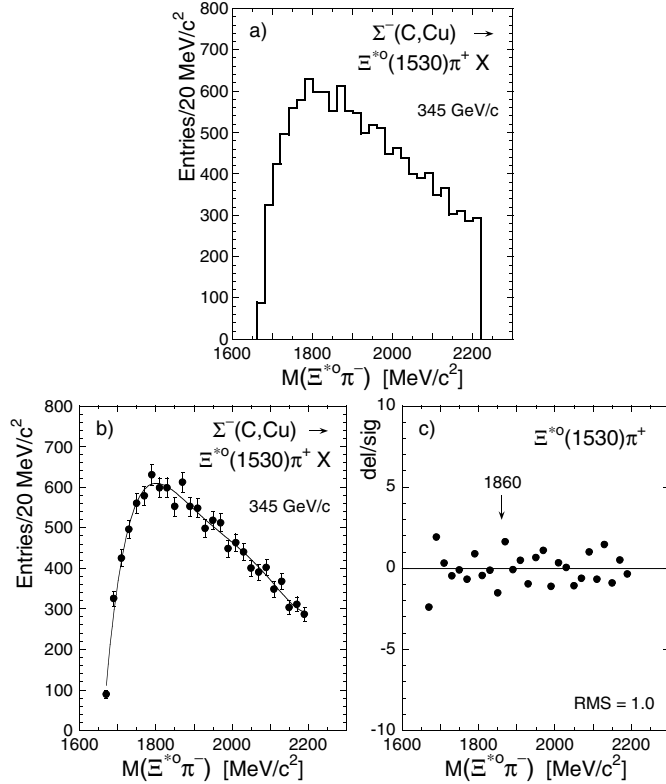 a)
Σ⁻(C,Cu) →
Ξ*⁰(1530)π⁺ X
345 GeV/c
Entries/20 MeV/c²
800
700
600
500
400
300
200
100
0
1600 1800 2000 2200
M(Ξ*⁰π⁻) [MeV/c²]
b)
Σ⁻(C,Cu) →
Ξ*⁰(1530)π⁺ X
345 GeV/c
Entries/20 MeV/c²
800
700
600
500
400
300
200
100
0
1600 1800 2000 2200
M(Ξ*⁰π⁻) [MeV/c²]
c)
Ξ*⁰(1530)π⁺
1860
del/sig
10
5
0
-5
-10
RMS = 1.0
1600 1800 2000 2200
M(Ξ*⁰π⁻) [MeV/c²]